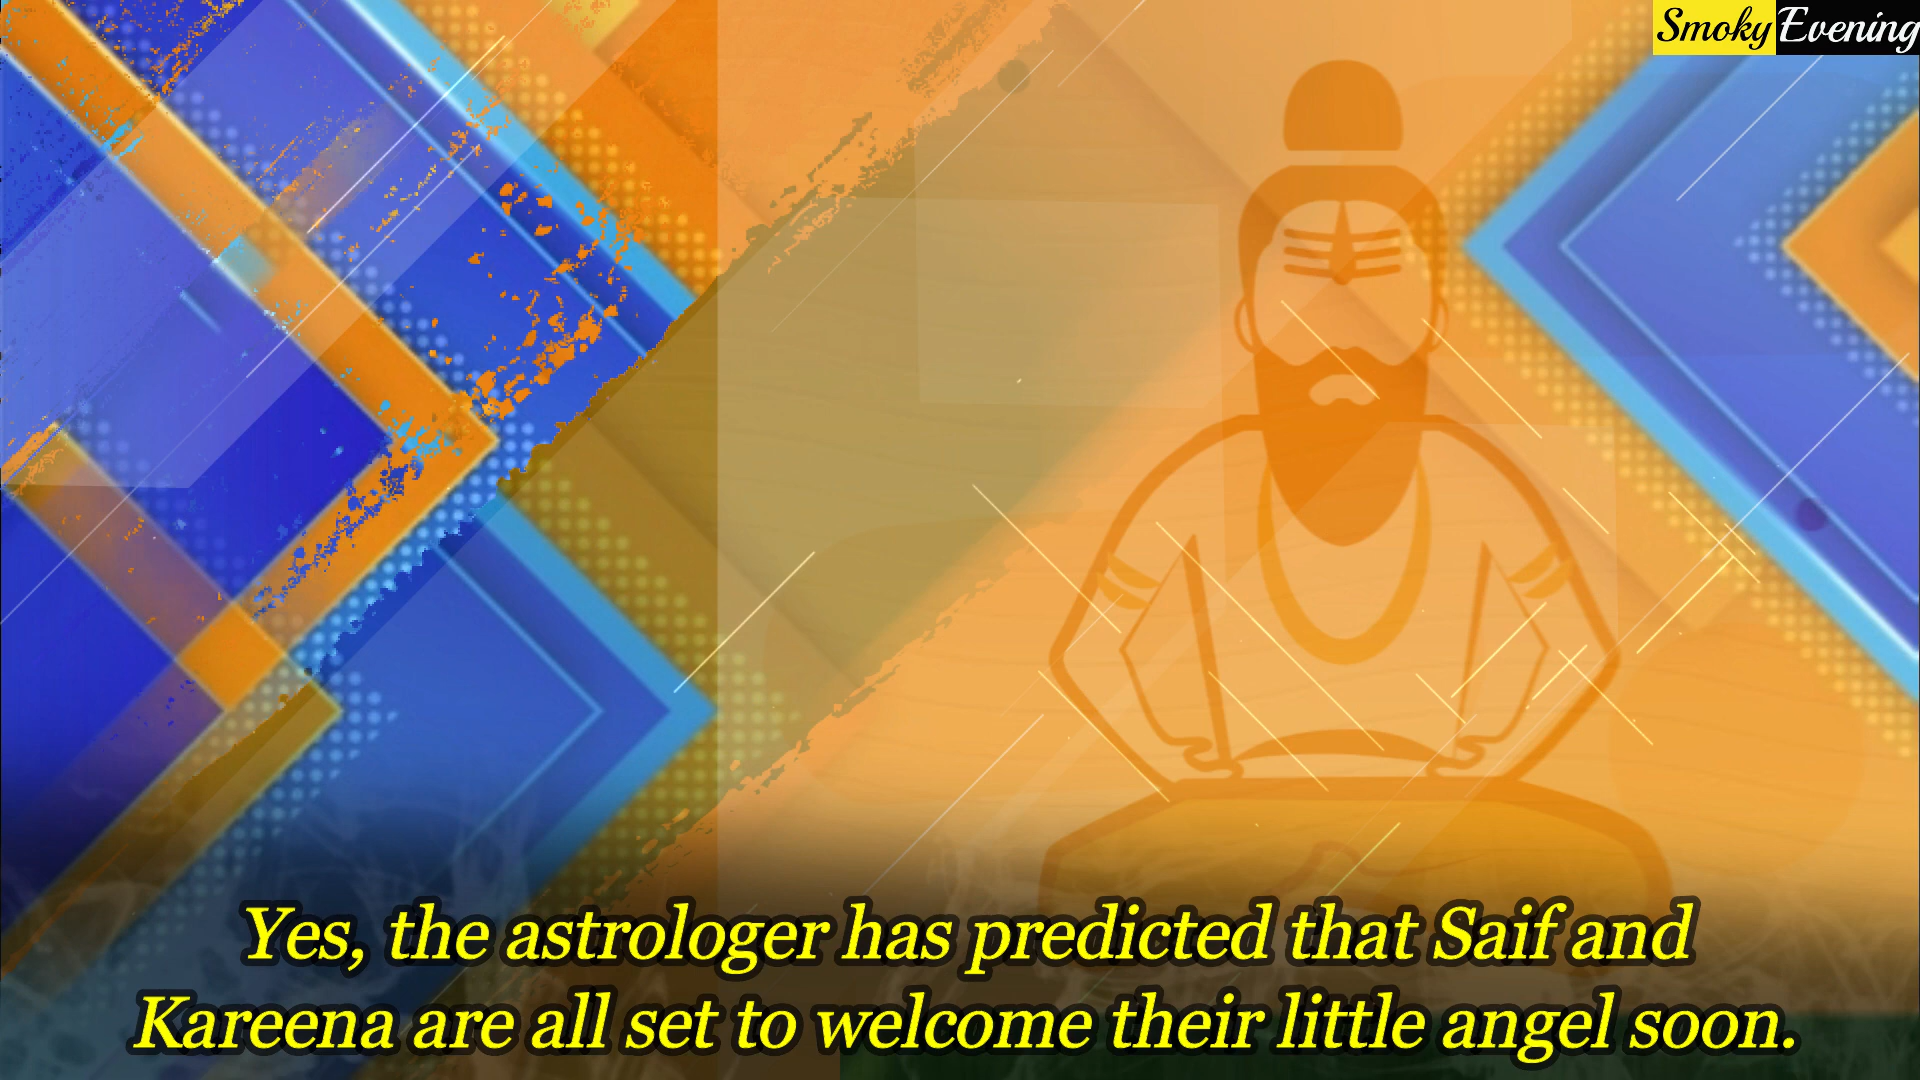 Smoky Evening
Yes, the astrologer has predicted that Saif and
Kareena are all set to welcome their little angel soon.